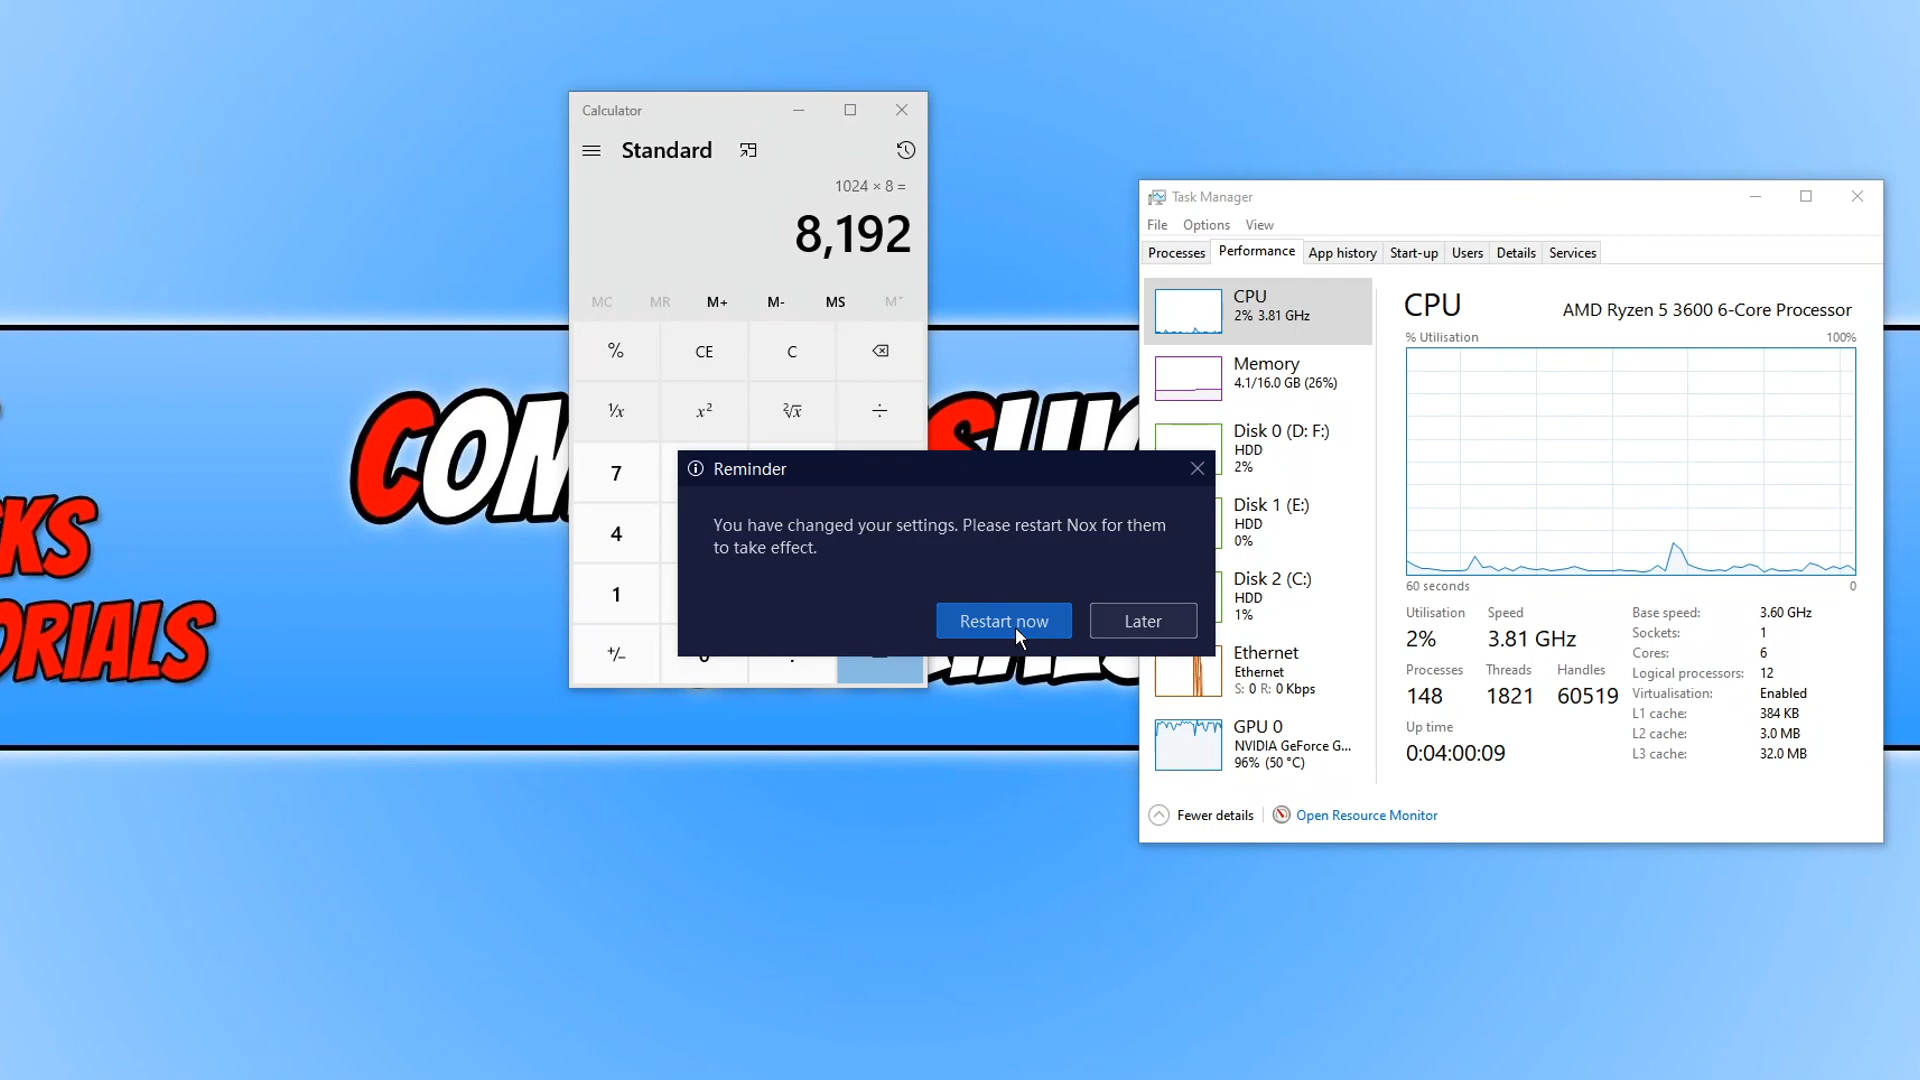 Calculator
Standard
1024 × 8 =
8,192
MC MR M+ M- MS M˅
% CE C
¹/x x² ²√x ÷
7
4
1
+/−
Reminder
You have changed your settings. Please restart Nox for them
to take effect.
Restart now Later
Task Manager
File Options View
Processes Performance App history Start-up Users Details Services
CPU
2% 3.81 GHz
Memory
4.1/16.0 GB (26%)
Disk 0 (D: F:)
HDD
2%
Disk 1 (E:)
HDD
0%
Disk 2 (C:)
HDD
1%
Ethernet
Ethernet
S: 0 R: 0 Kbps
GPU 0
NVIDIA GeForce G...
96% (50 °C)
CPU AMD Ryzen 5 3600 6-Core Processor
% Utilisation 100%
60 seconds 0
Utilisation Speed
2% 3.81 GHz
Processes Threads Handles
148 1821 60519
Up time
0:04:00:09
Base speed: 3.60 GHz
Sockets: 1
Cores: 6
Logical processors: 12
Virtualisation: Enabled
L1 cache: 384 KB
L2 cache: 3.0 MB
L3 cache: 32.0 MB
Fewer details Open Resource Monitor
COM
CKS
ORIALS